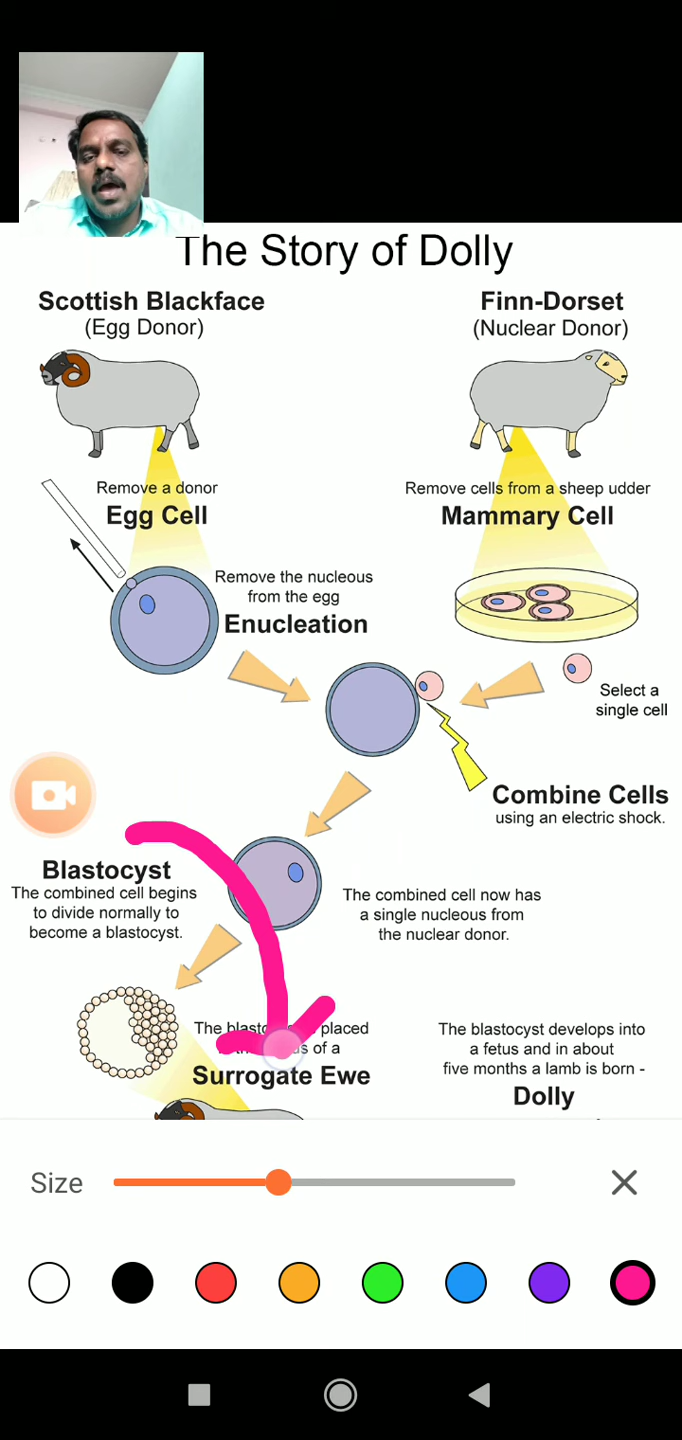 The Story of Dolly
Scottish Blackface
(Egg Donor)
Finn-Dorset
(Nuclear Donor)
Remove a donor
Egg Cell
Remove cells from a sheep udder
Mammary Cell
Remove the nucleous
from the egg
Enucleation
Select a
single cell
Combine Cells
using an electric shock.
Blastocyst
The combined cell begins
to divide normally to
become a blastocyst.
The combined cell now has
a single nucleous from
the nuclear donor.
The placed
of a
Surrogate Ewe
The blastocyst develops into
a fetus and in about
five months a lamb is born -
Dolly
Size